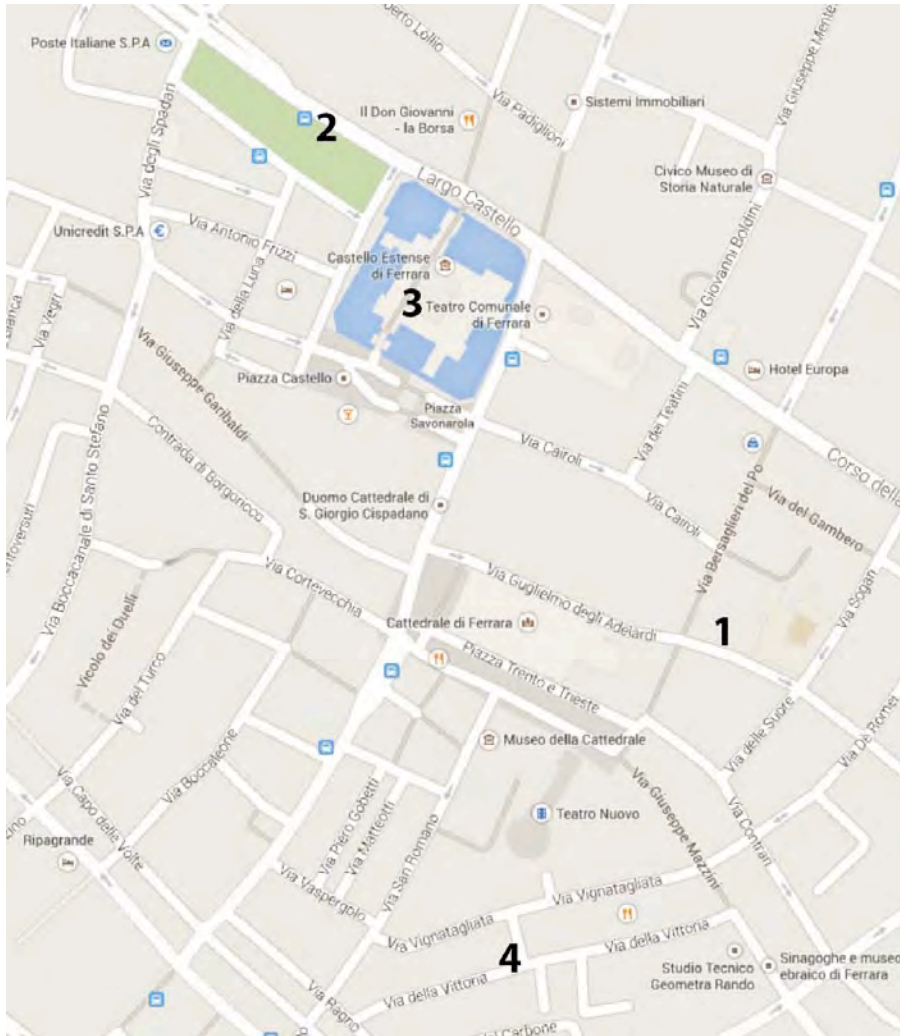 Poste Italiane S.P.A
Via degli Spadari
Via Padiglioni
Via Giuseppe
Il Don Giovanni
- la Borsa
2
Sistemi Immobiliari
Civico Museo di
Storia Naturale
Largo Castello
Unicredit S.P.A
€
Via Antonio Frizzi
Via della Luna
Castello Estense
di Ferrara
3
Teatro Comunale
di Ferrara
Via Giovanni Boldini
Via Giuseppe Garibaldi
Piazza Castello
Hotel Europa
Piazza
Savonarola
Via dei Teatini
Via Cairoli
Corso della
Contrada di Borgoricco
Via Boccacanale di Santo Stefano
Duomo Cattedrale di
S. Giorgio Cispadano
Via Cairoli
Via Bersaglieri del Po
Via del Gambero
Via Cortevecchia
Via Guglielmo degli Adelardi
Via Sogari
Vicolo dei Duelli
Cattedrale di Ferrara
1
Via del Turco
Piazza Trento e Trieste
Via delle Suore
Museo della Cattedrale
Via Boccaleone
Via Capo delle Volte
Via Piero Gobetti
Via Matteotti
Via Giuseppe Mazzini
Teatro Nuovo
Via Contrari
Ripagrande
Via San Romano
Via Vaspergolo
Via Vignatagliata
Via Vignatagliata
4
Via della Vittoria
Via della Vittoria
Studio Tecnico
Geometra Rando
Sinagoghe e museo
ebraico di Ferrara